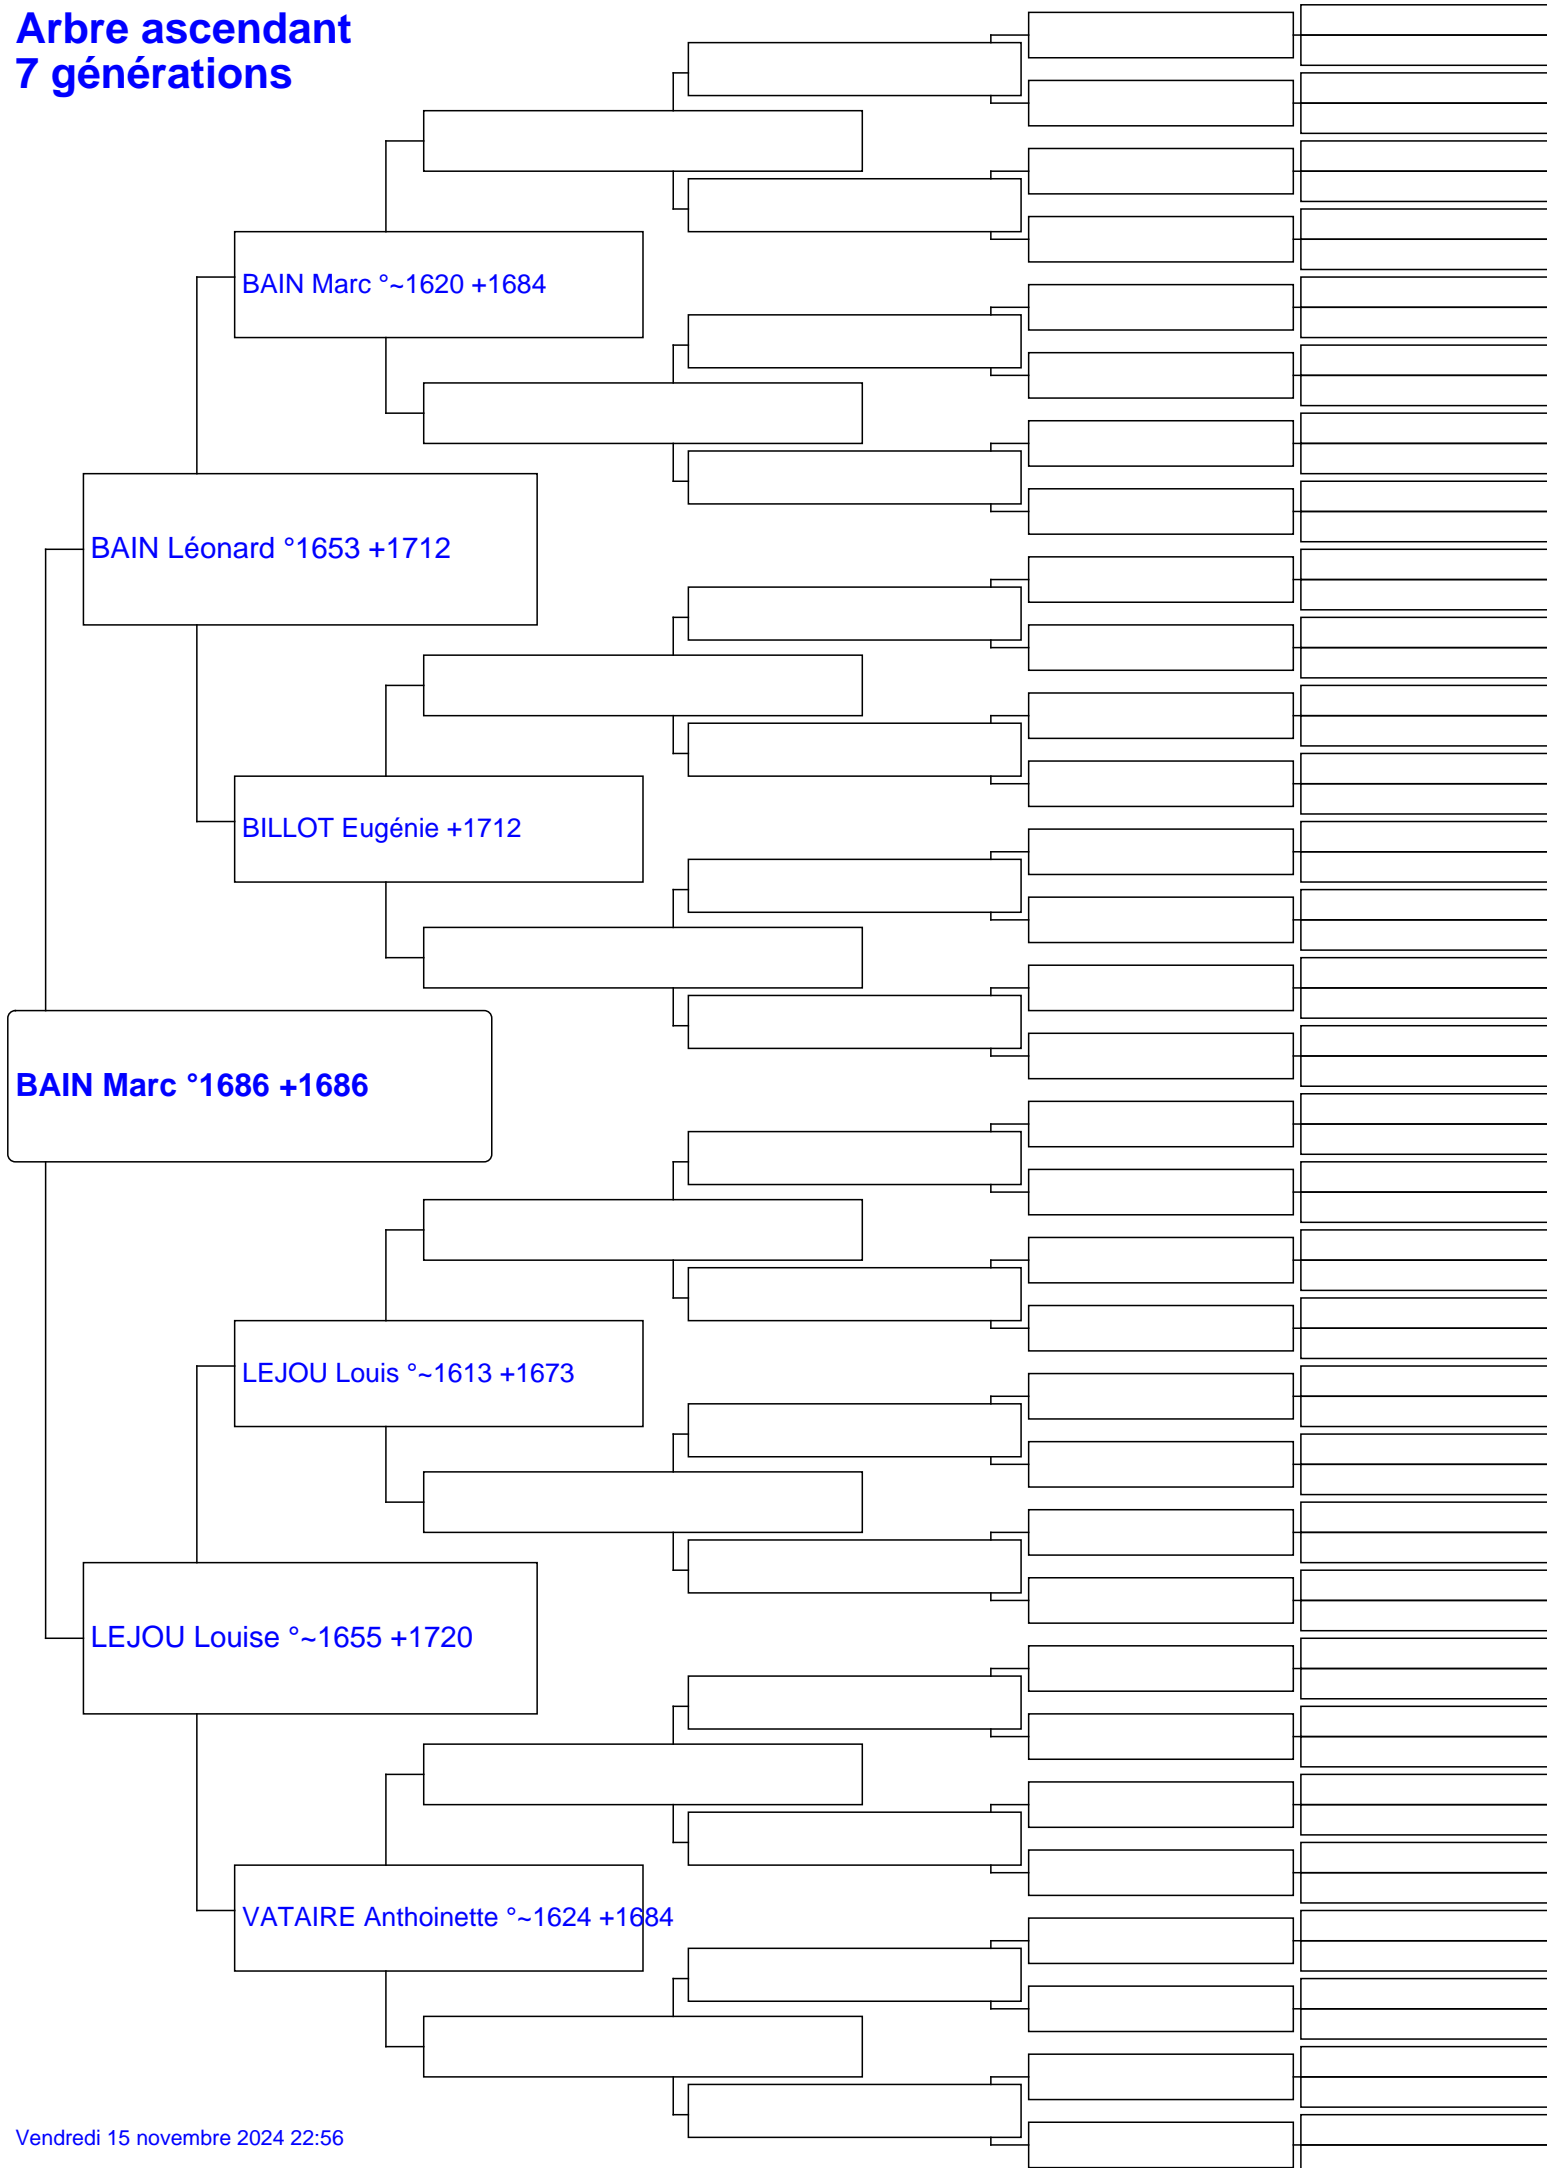 Arbre ascendant
7 générations
BAIN Marc °~1620 +1684
BAIN Léonard °1653 +1712
BILLOT Eugénie +1712
BAIN Marc °1686 +1686
LEJOU Louis °~1613 +1673
LEJOU Louise °~1655 +1720
VATAIRE Anthoinette °~1624 +1684
Vendredi 15 novembre 2024 22:56